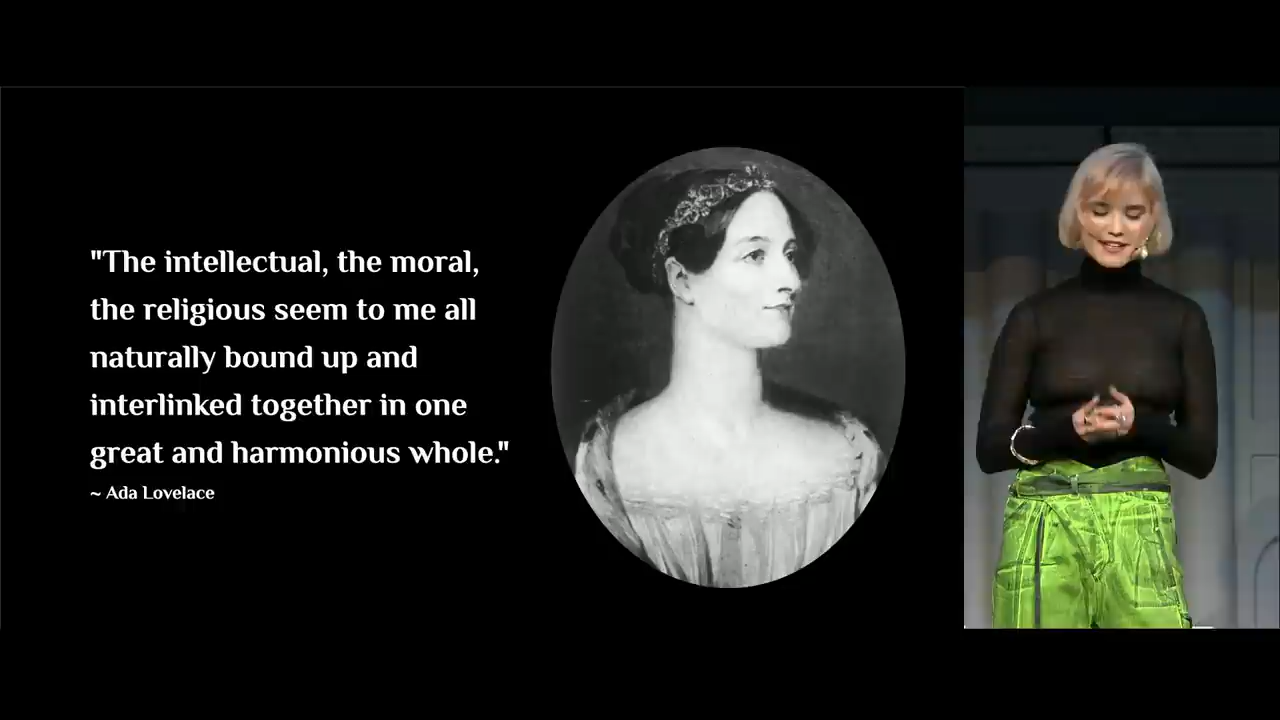 "The intellectual, the moral,
the religious seem to me all
naturally bound up and
interlinked together in one
great and harmonious whole."
~ Ada Lovelace